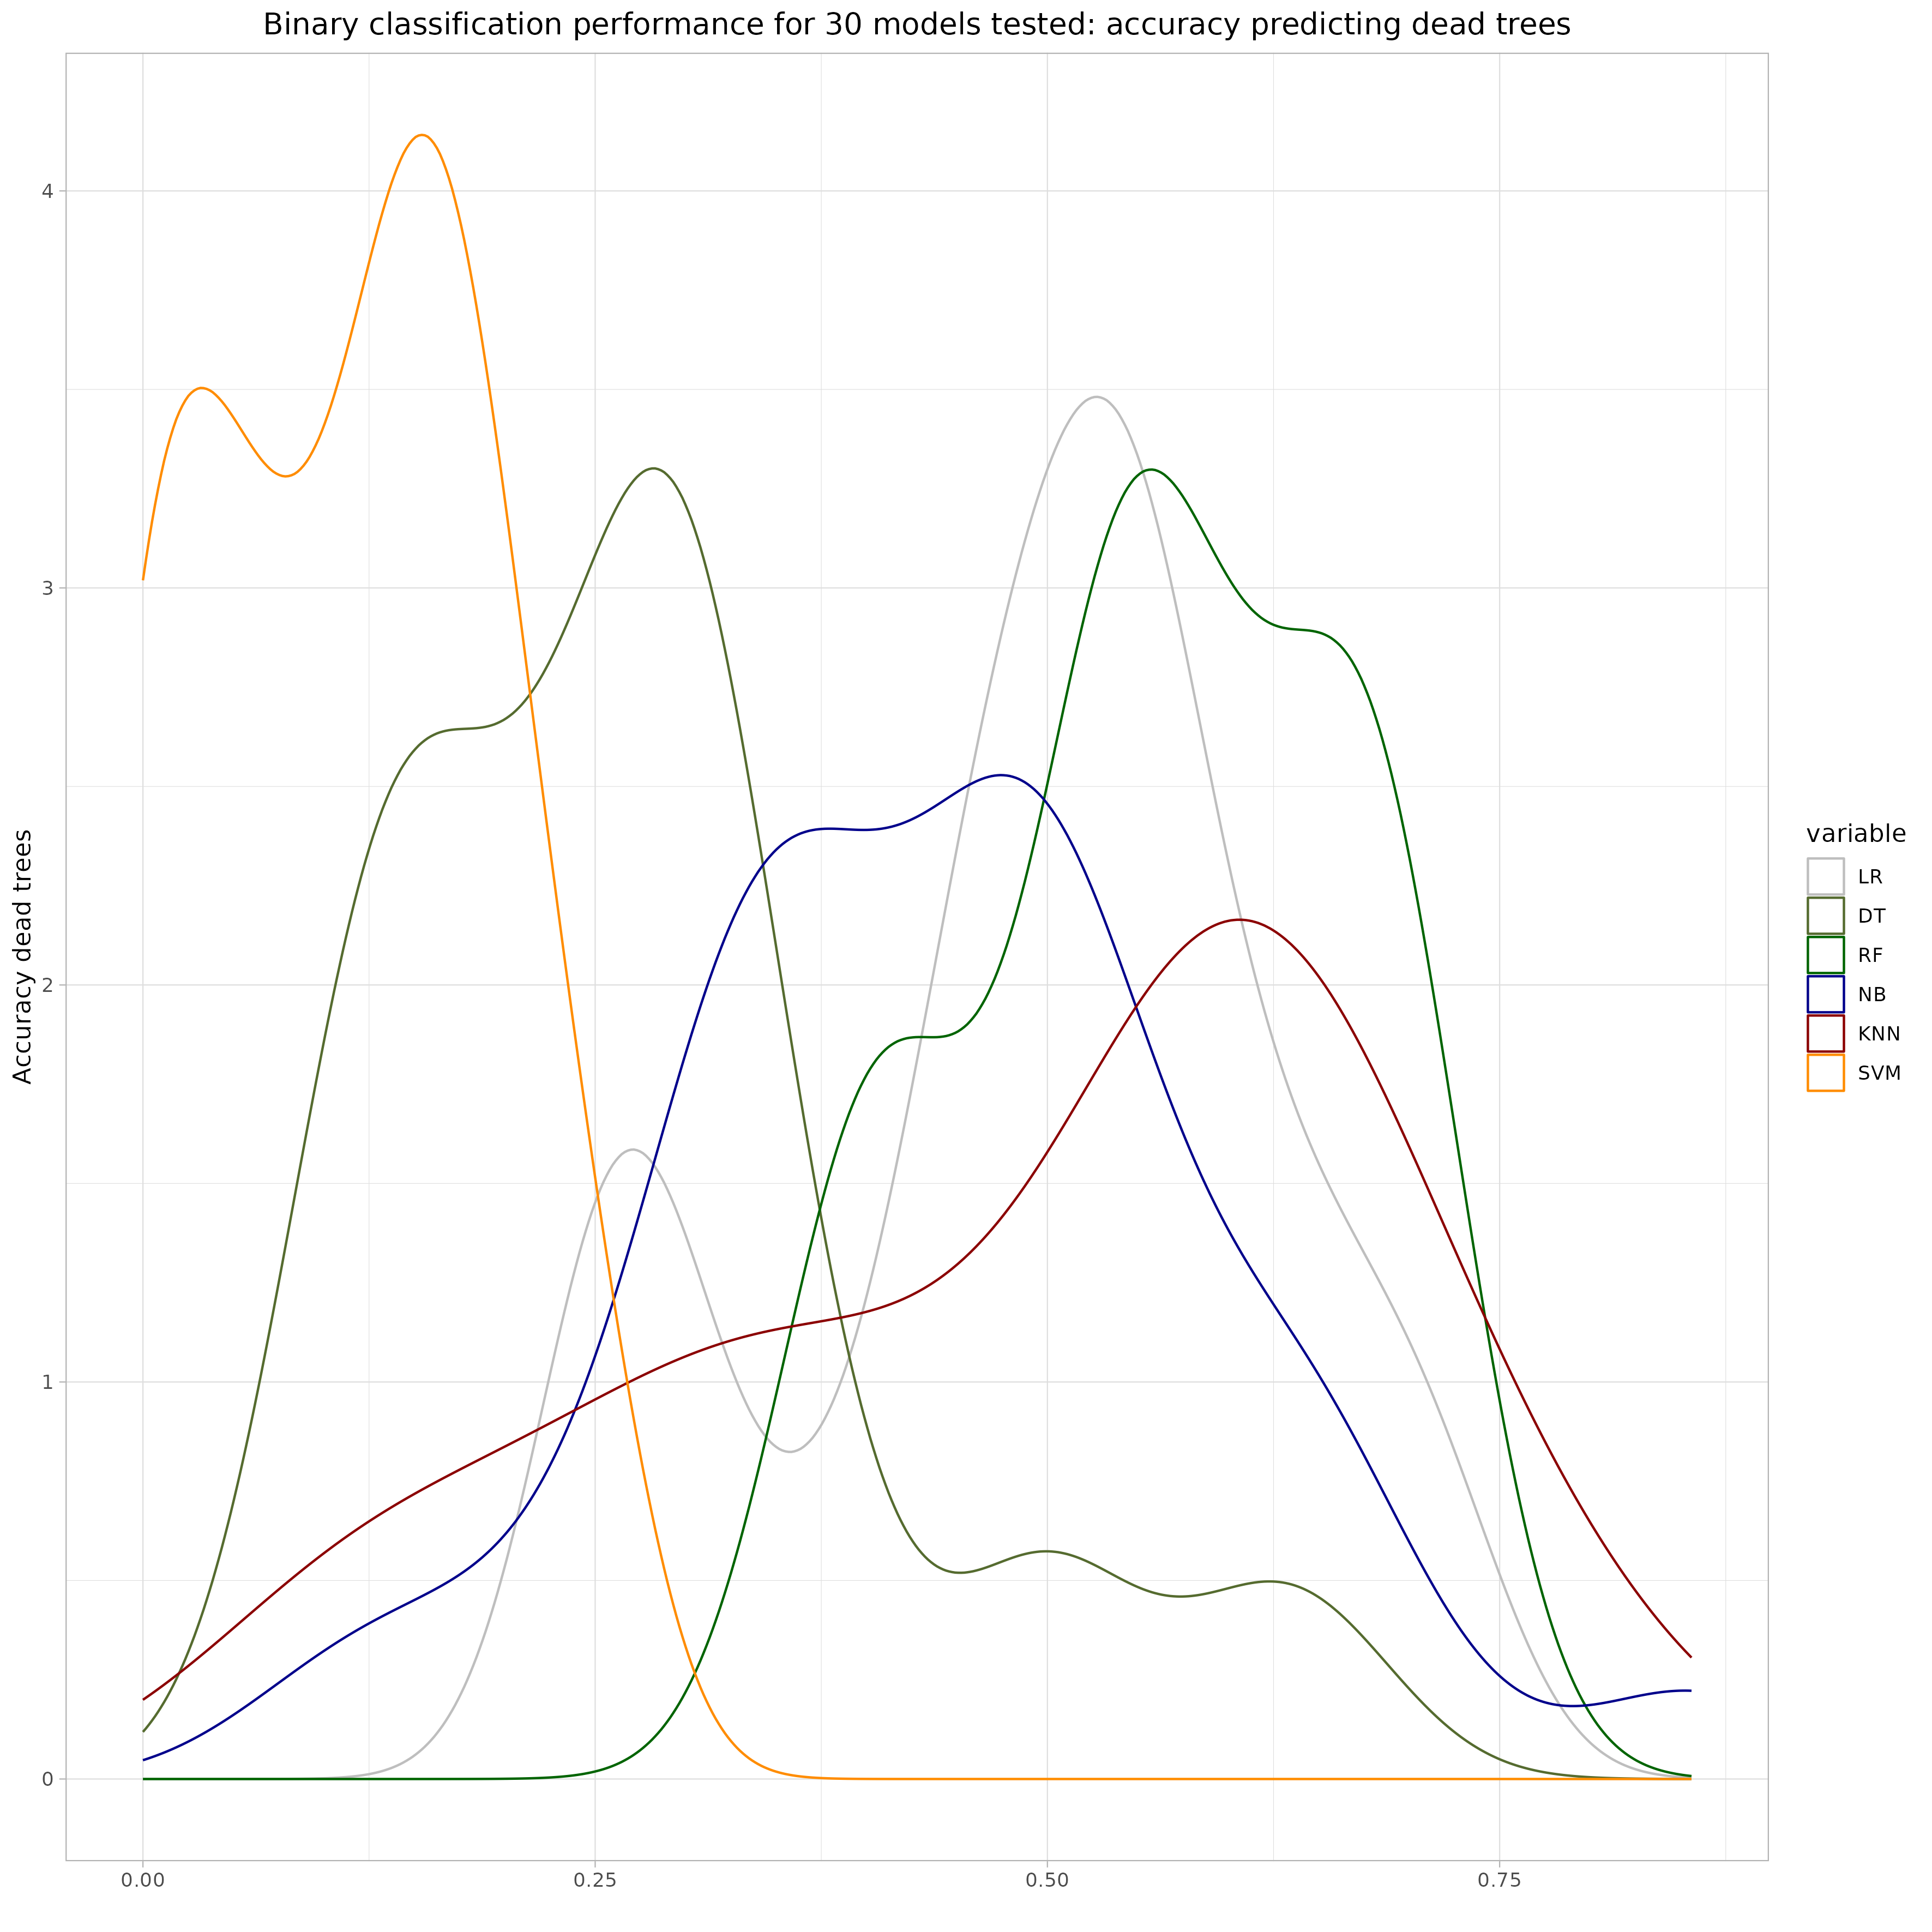 Binary classification performance for 30 models tested: accuracy predicting dead trees
Accuracy dead trees
4
3
2
1
0
0.00 0.25 0.50 0.75
variable
LR
DT
RF
NB
KNN
SVM